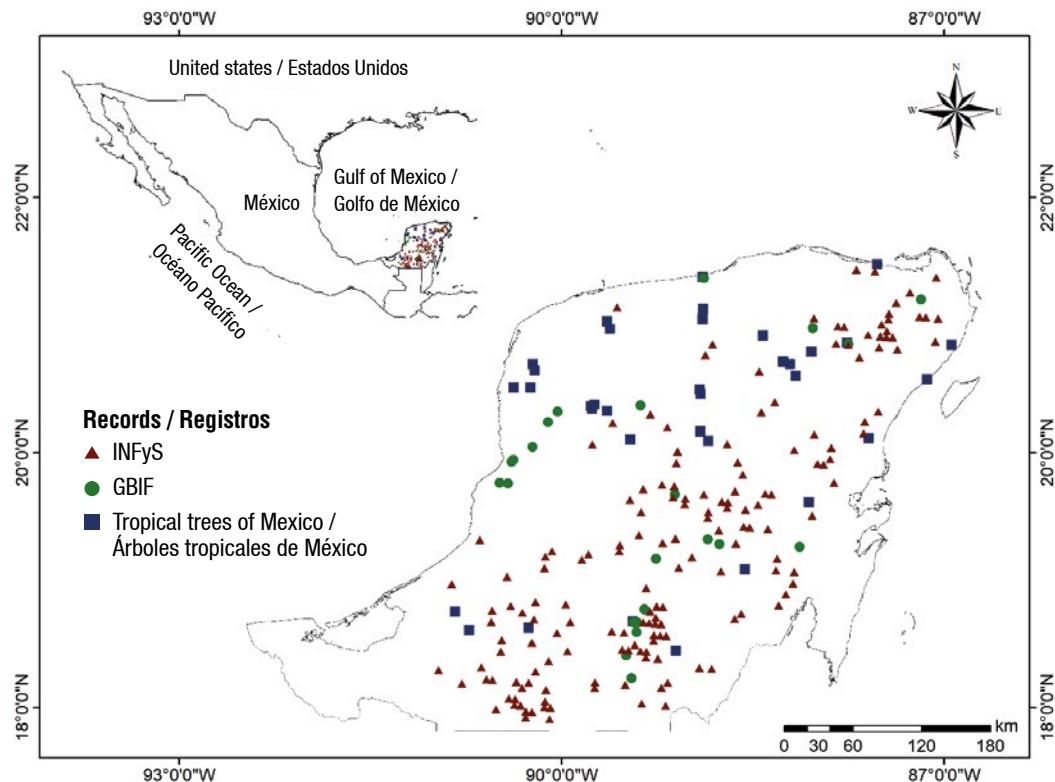 93°0'0"W 90°0'0"W 87°0'0"W
United states / Estados Unidos
N
W E
S
Gulf of Mexico /
Golfo de México
México
Pacific Ocean /
Océano Pacífico
22°0'0"N 22°0'0"N
Records / Registros
INFyS
GBIF
Tropical trees of Mexico /
Árboles tropicales de México
20°0'0"N 20°0'0"N
18°0'0"N 18°0'0"N
km
0 30 60 120 180
93°0'0"W 90°0'0"W 87°0'0"W